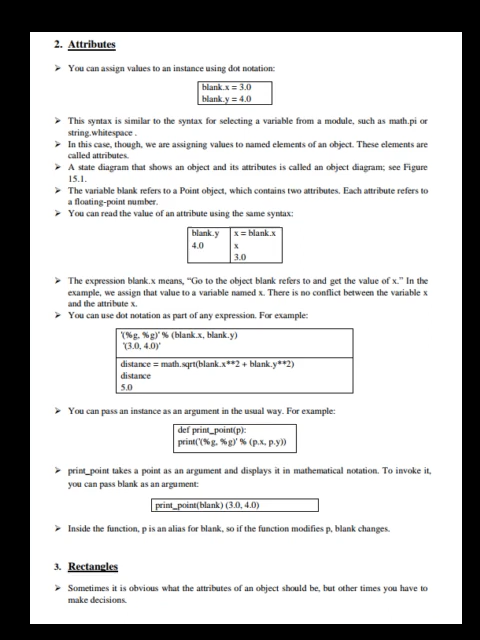 2. Attributes
➤ You can assign values to an instance using dot notation:
blank.x = 3.0
blank.y = 4.0
➤ This syntax is similar to the syntax for selecting a variable from a module, such as math.pi or
string.whitespace .
➤ In this case, though, we are assigning values to named elements of an object. These elements are
called attributes.
➤ A state diagram that shows an object and its attributes is called an object diagram; see Figure
15.1.
➤ The variable blank refers to a Point object, which contains two attributes. Each attribute refers to
a floating-point number.
➤ You can read the value of an attribute using the same syntax:
blank.y x = blank.x
4.0 x
3.0
➤ The expression blank.x means, “Go to the object blank refers to and get the value of x.” In the
example, we assign that value to a variable named x. There is no conflict between the variable x
and the attribute x.
➤ You can use dot notation as part of any expression. For example:
'(%g, %g)' % (blank.x, blank.y)
'(3.0, 4.0)'
distance = math.sqrt(blank.x**2 + blank.y**2)
distance
5.0
➤ You can pass an instance as an argument in the usual way. For example:
def print_point(p):
print('(%g, %g)' % (p.x, p.y))
➤ print_point takes a point as an argument and displays it in mathematical notation. To invoke it,
you can pass blank as an argument:
print_point(blank) (3.0, 4.0)
➤ Inside the function, p is an alias for blank, so if the function modifies p, blank changes.
3. Rectangles
➤ Sometimes it is obvious what the attributes of an object should be, but other times you have to
make decisions.